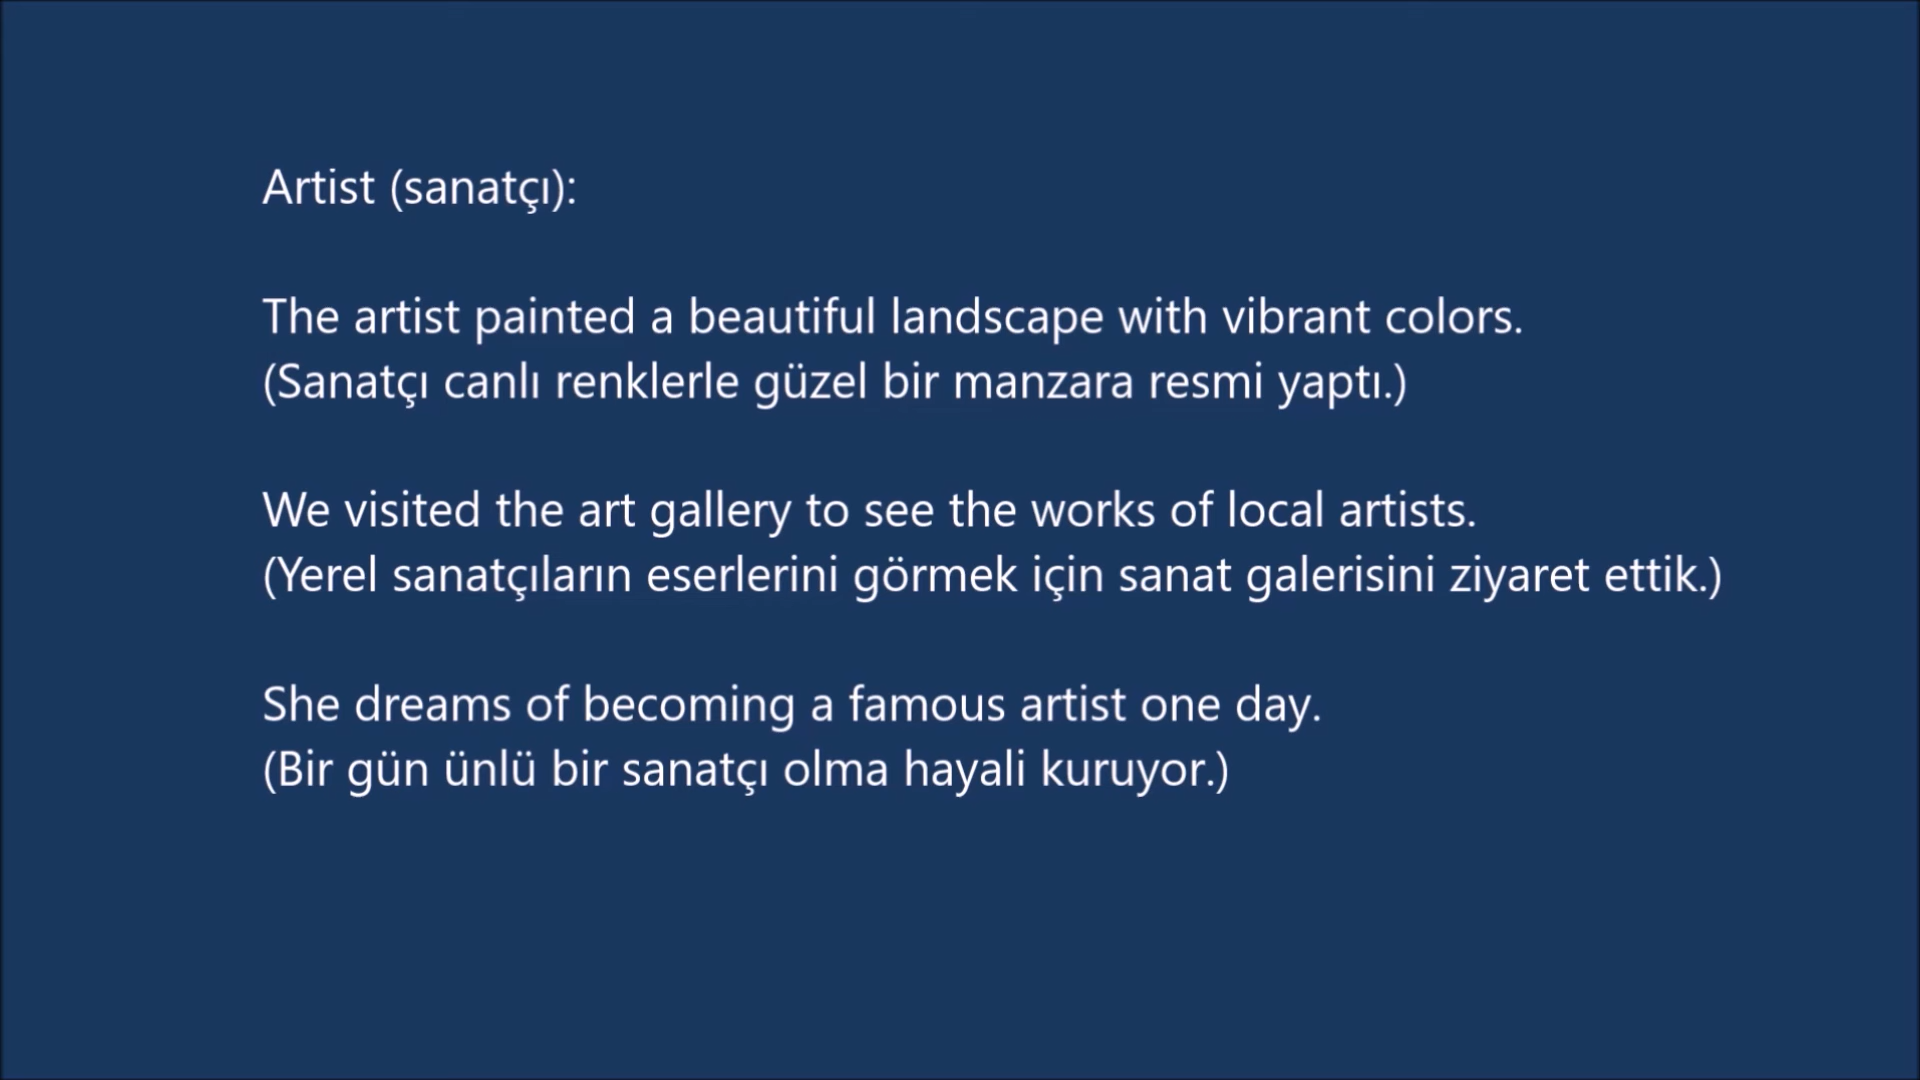 Artist (sanatçı):
The artist painted a beautiful landscape with vibrant colors.
(Sanatçı canlı renklerle güzel bir manzara resmi yaptı.)
We visited the art gallery to see the works of local artists.
(Yerel sanatçıların eserlerini görmek için sanat galerisini ziyaret ettik.)
She dreams of becoming a famous artist one day.
(Bir gün ünlü bir sanatçı olma hayali kuruyor.)